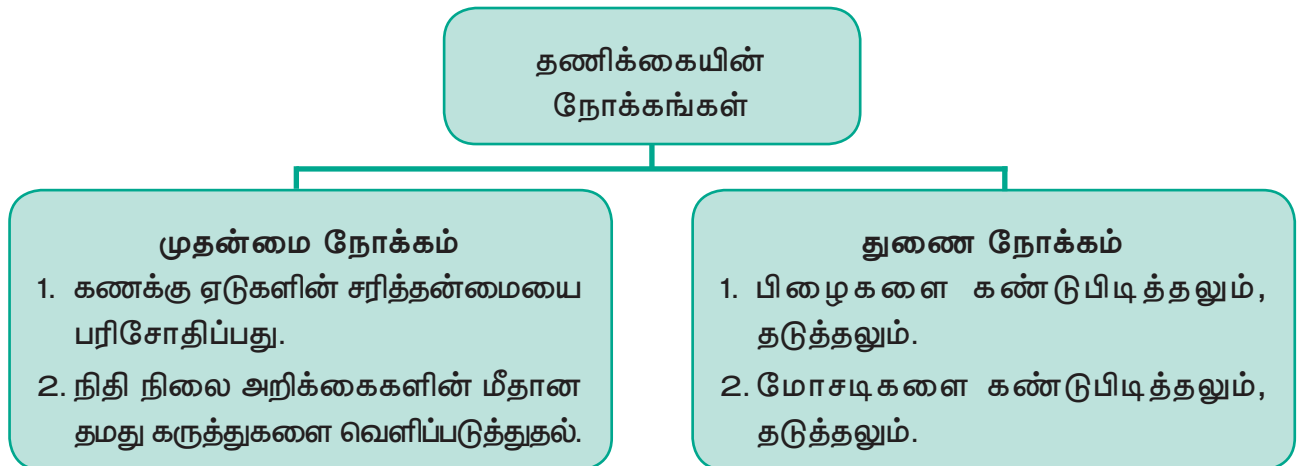 தணிக்கையின்
நோக்கங்கள்
முதன்மை நோக்கம்
1. கணக்கு ஏடுகளின் சரித்தன்மையை
பரிசோதிப்பது.
2. நிதி நிலை அறிக்கைகளின் மீதான
தமது கருத்துகளை வெளிப்படுத்துதல்.
துணை நோக்கம்
1. பிழைகளை கண்டுபிடித்தலும்,
தடுத்தலும்.
2. மோசடிகளை கண்டுபிடித்தலும்,
தடுத்தலும்.